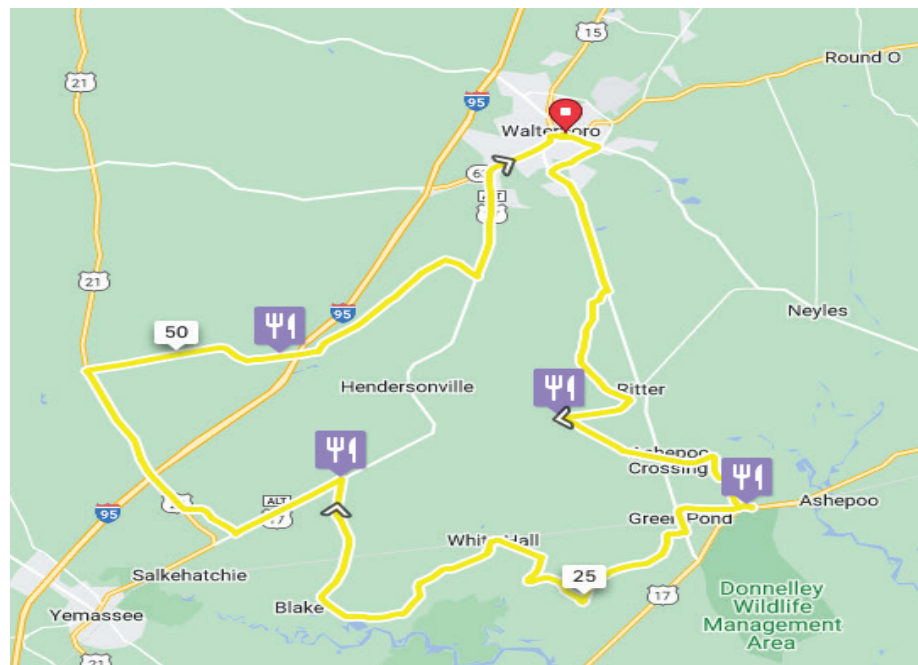 15
21
Round O
95
Walterboro
63
ALT
17
21
Neyles
95
50
Hendersonville
Ritter
Ashepoo
Crossing
ALT
17
21
95
Ashepoo
Green Pond
White Hall
Salkehatchie
25
17
Donnelley
Wildlife
Management
Area
Blake
Yemassee
21